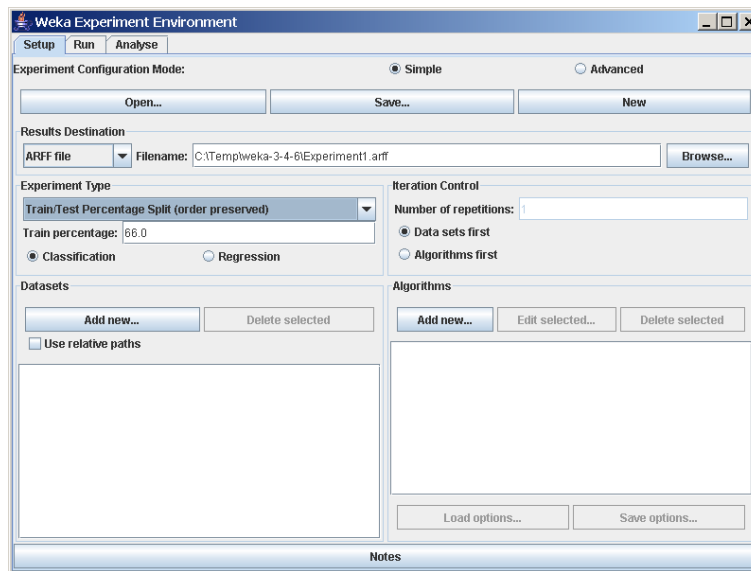 Weka Experiment Environment
Setup Run Analyse
Experiment Configuration Mode: Simple Advanced
Open... Save... New
Results Destination
ARFF file Filename: C:\Temp\weka-3-4-6\Experiment1.arff Browse...
Experiment Type Iteration Control
Train/Test Percentage Split (order preserved) Number of repetitions: 1
Train percentage: 66.0 Data sets first
Classification Regression Algorithms first
Datasets Algorithms
Add new... Delete selected Add new... Edit selected... Delete selected
Use relative paths
Load options... Save options...
Notes